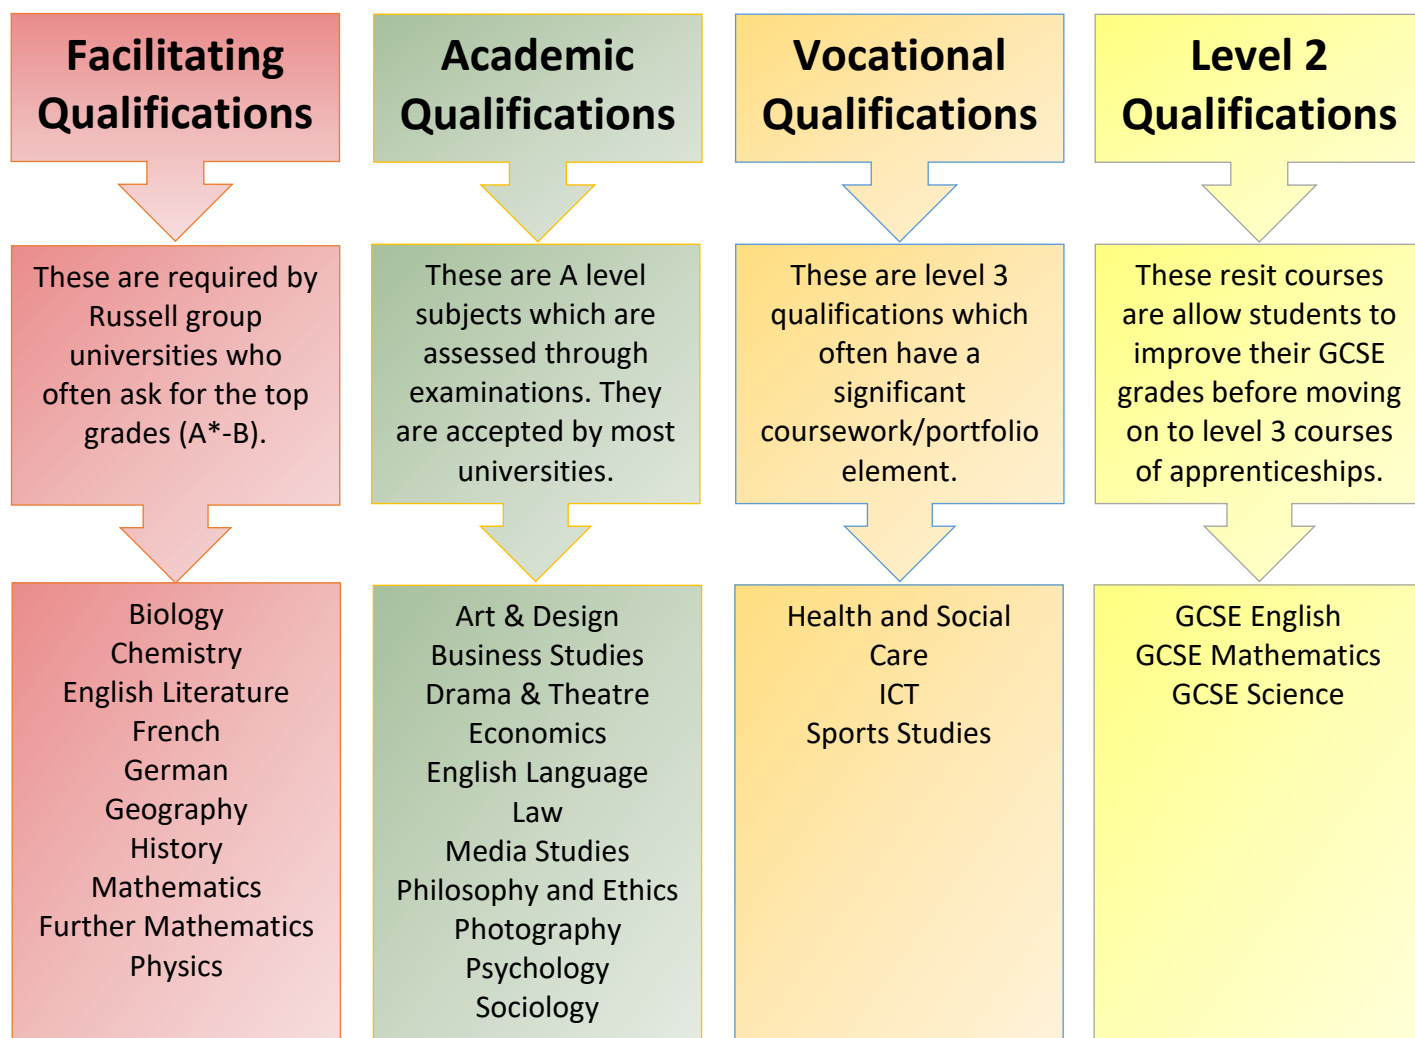 Facilitating
Qualifications
These are required by
Russell group
universities who
often ask for the top
grades (A*-B).
Biology
Chemistry
English Literature
French
German
Geography
History
Mathematics
Further Mathematics
Physics
Academic
Qualifications
These are A level
subjects which are
assessed through
examinations. They
are accepted by most
universities.
Art & Design
Business Studies
Drama & Theatre
Economics
English Language
Law
Media Studies
Philosophy and Ethics
Photography
Psychology
Sociology
Vocational
Qualifications
These are level 3
qualifications which
often have a
significant
coursework/portfolio
element.
Health and Social
Care
ICT
Sports Studies
Level 2
Qualifications
These resit courses
are allow students to
improve their GCSE
grades before moving
on to level 3 courses
of apprenticeships.
GCSE English
GCSE Mathematics
GCSE Science